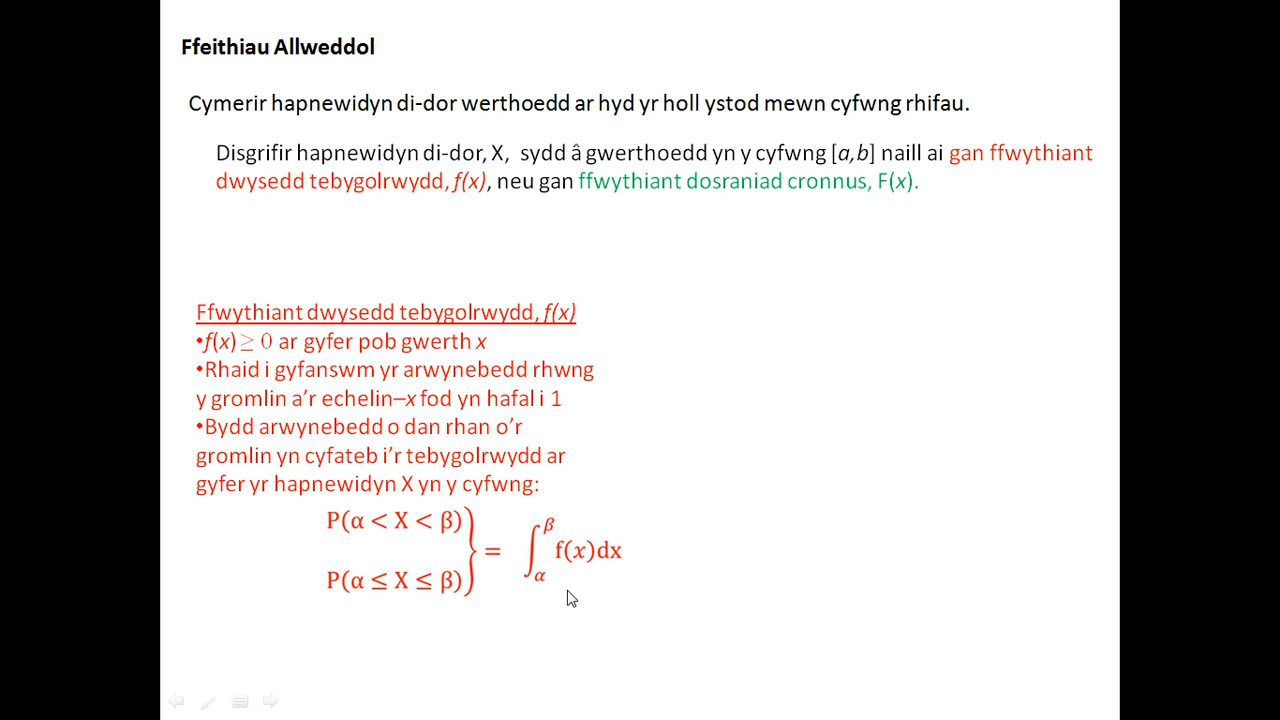 Ffeithiau Allweddol
Cymerir hapnewidyn di-dor werthoedd ar hyd yr holl ystod mewn cyfwng rhifau.
Disgrifir hapnewidyn di-dor, X, sydd â gwerthoedd yn y cyfwng [a,b] naill ai gan ffwythiant
dwysedd tebygolrwydd, f(x), neu gan ffwythiant dosraniad cronnus, F(x).
Ffwythiant dwysedd tebygolrwydd, f(x)
•f(x) ≥ 0 ar gyfer pob gwerth x
•Rhaid i gyfanswm yr arwynebedd rhwng
y gromlin a’r echelin–x fod yn hafal i 1
•Bydd arwynebedd o dan rhan o’r
gromlin yn cyfateb i’r tebygolrwydd ar
gyfer yr hapnewidyn X yn y cyfwng:
P(α < X < β)
P(α ≤ X ≤ β)} = ∫_α^β f(x)dx